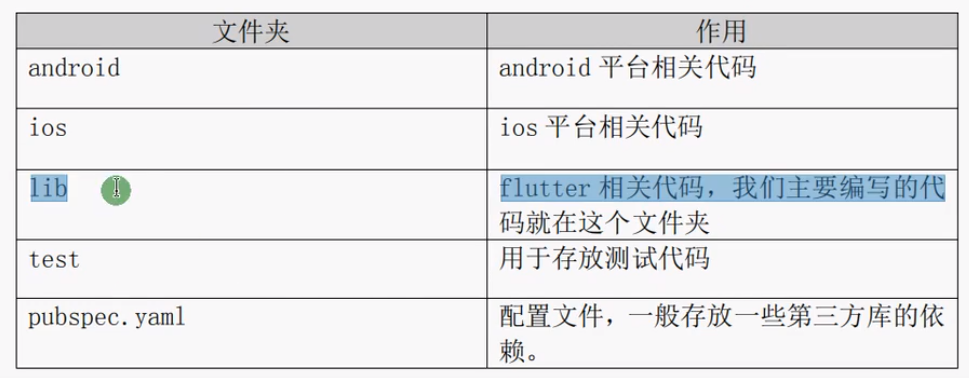 文件夹 作用
android android 平台相关代码
ios ios 平台相关代码
lib flutter 相关代码，我们主要编写的代
码就在这个文件夹
test 用于存放测试代码
pubspec.yaml 配置文件，一般存放一些第三方库的依
赖。